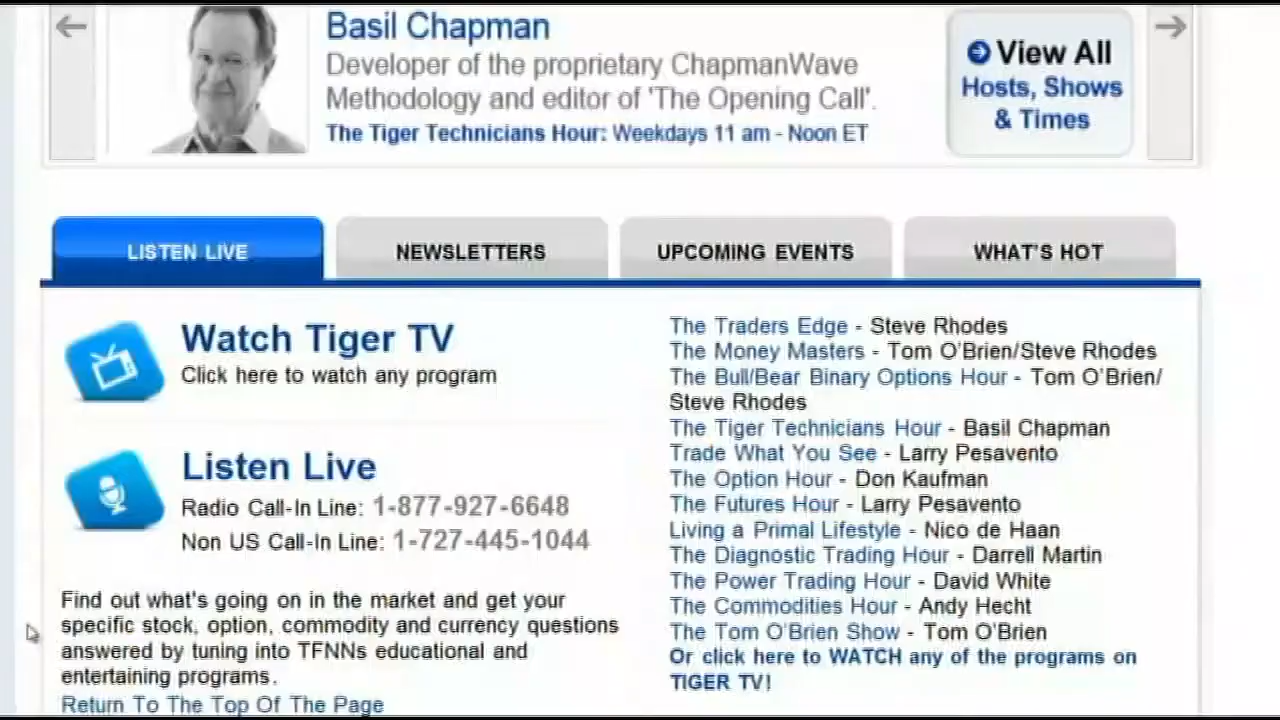 Basil Chapman
Developer of the proprietary ChapmanWave
Methodology and editor of 'The Opening Call'.
The Tiger Technicians Hour: Weekdays 11 am - Noon ET
View All
Hosts, Shows
& Times
LISTEN LIVE
NEWSLETTERS
UPCOMING EVENTS
WHAT'S HOT
Watch Tiger TV
Click here to watch any program
Listen Live
Radio Call-In Line: 1-877-927-6648
Non US Call-In Line: 1-727-445-1044
Find out what's going on in the market and get your
specific stock, option, commodity and currency questions
answered by tuning into TFNNs educational and
entertaining programs.
Return To The Top Of The Page
The Traders Edge - Steve Rhodes
The Money Masters - Tom O'Brien/Steve Rhodes
The Bull/Bear Binary Options Hour - Tom O'Brien/
Steve Rhodes
The Tiger Technicians Hour - Basil Chapman
Trade What You See - Larry Pesavento
The Option Hour - Don Kaufman
The Futures Hour - Larry Pesavento
Living a Primal Lifestyle - Nico de Haan
The Diagnostic Trading Hour - Darrell Martin
The Power Trading Hour - David White
The Commodities Hour - Andy Hecht
The Tom O'Brien Show - Tom O'Brien
Or click here to WATCH any of the programs on
TIGER TV!